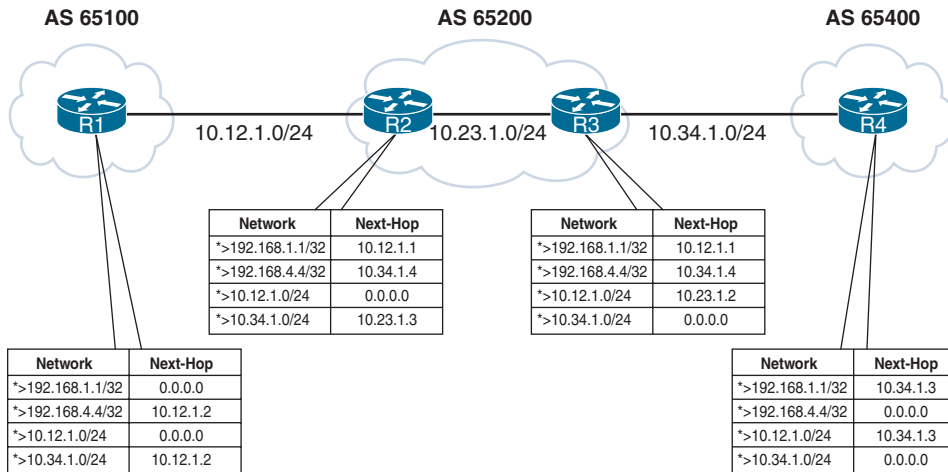 AS 65100
AS 65200
AS 65400
R1
R2
R3
R4
10.12.1.0/24
10.23.1.0/24
10.34.1.0/24
Network Next-Hop
*>192.168.1.1/32 10.12.1.1
*>192.168.4.4/32 10.34.1.4
*>10.12.1.0/24 0.0.0.0
*>10.34.1.0/24 10.23.1.3
Network Next-Hop
*>192.168.1.1/32 10.12.1.1
*>192.168.4.4/32 10.34.1.4
*>10.12.1.0/24 10.23.1.2
*>10.34.1.0/24 0.0.0.0
Network Next-Hop
*>192.168.1.1/32 0.0.0.0
*>192.168.4.4/32 10.12.1.2
*>10.12.1.0/24 0.0.0.0
*>10.34.1.0/24 10.12.1.2
Network Next-Hop
*>192.168.1.1/32 10.34.1.3
*>192.168.4.4/32 0.0.0.0
*>10.12.1.0/24 10.34.1.3
*>10.34.1.0/24 0.0.0.0